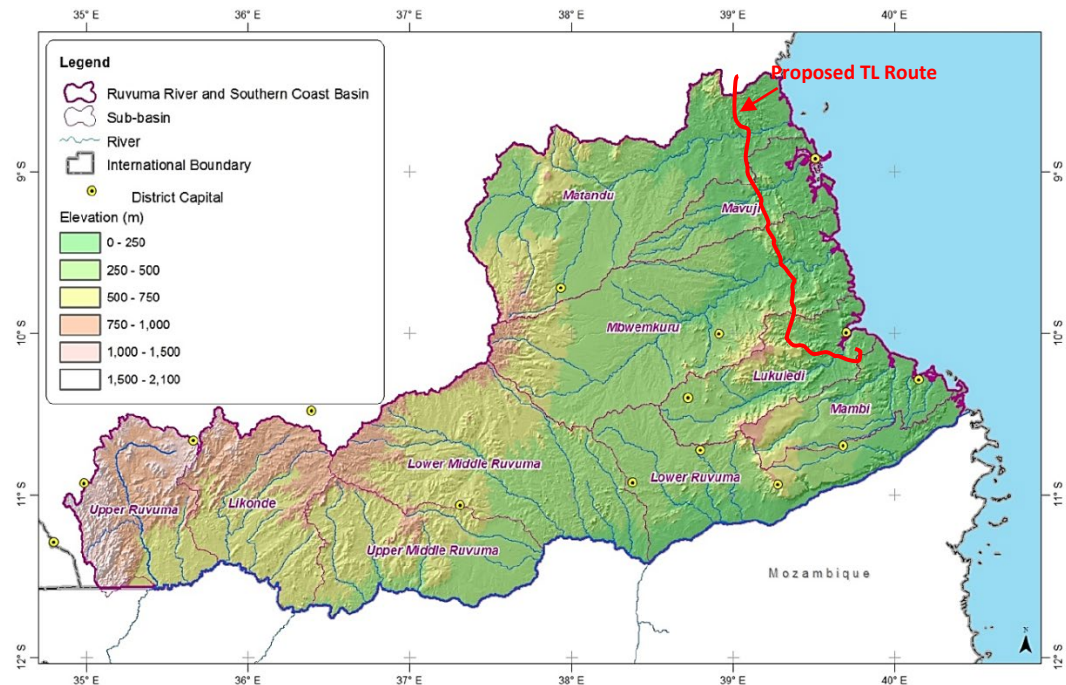 35° E 36° E 37° E 38° E 39° E 40° E
Legend
Ruvuma River and Southern Coast Basin
Sub-basin
River
International Boundary
District Capital
Elevation (m)
0 - 250
250 - 500
500 - 750
750 - 1,000
1,000 - 1,500
1,500 - 2,100
Proposed TL Route
9° S
9° S
Matandu
Mavuji
Mbwemkuru
10° S
10° S
Lukuledi
Mambi
Lower Middle Ruvuma
Lower Ruvuma
11° S
11° S
Upper Ruvuma
Likonde
Upper Middle Ruvuma
Mozambique
N
12° S
12° S
35° E 36° E 37° E 38° E 39° E 40° E